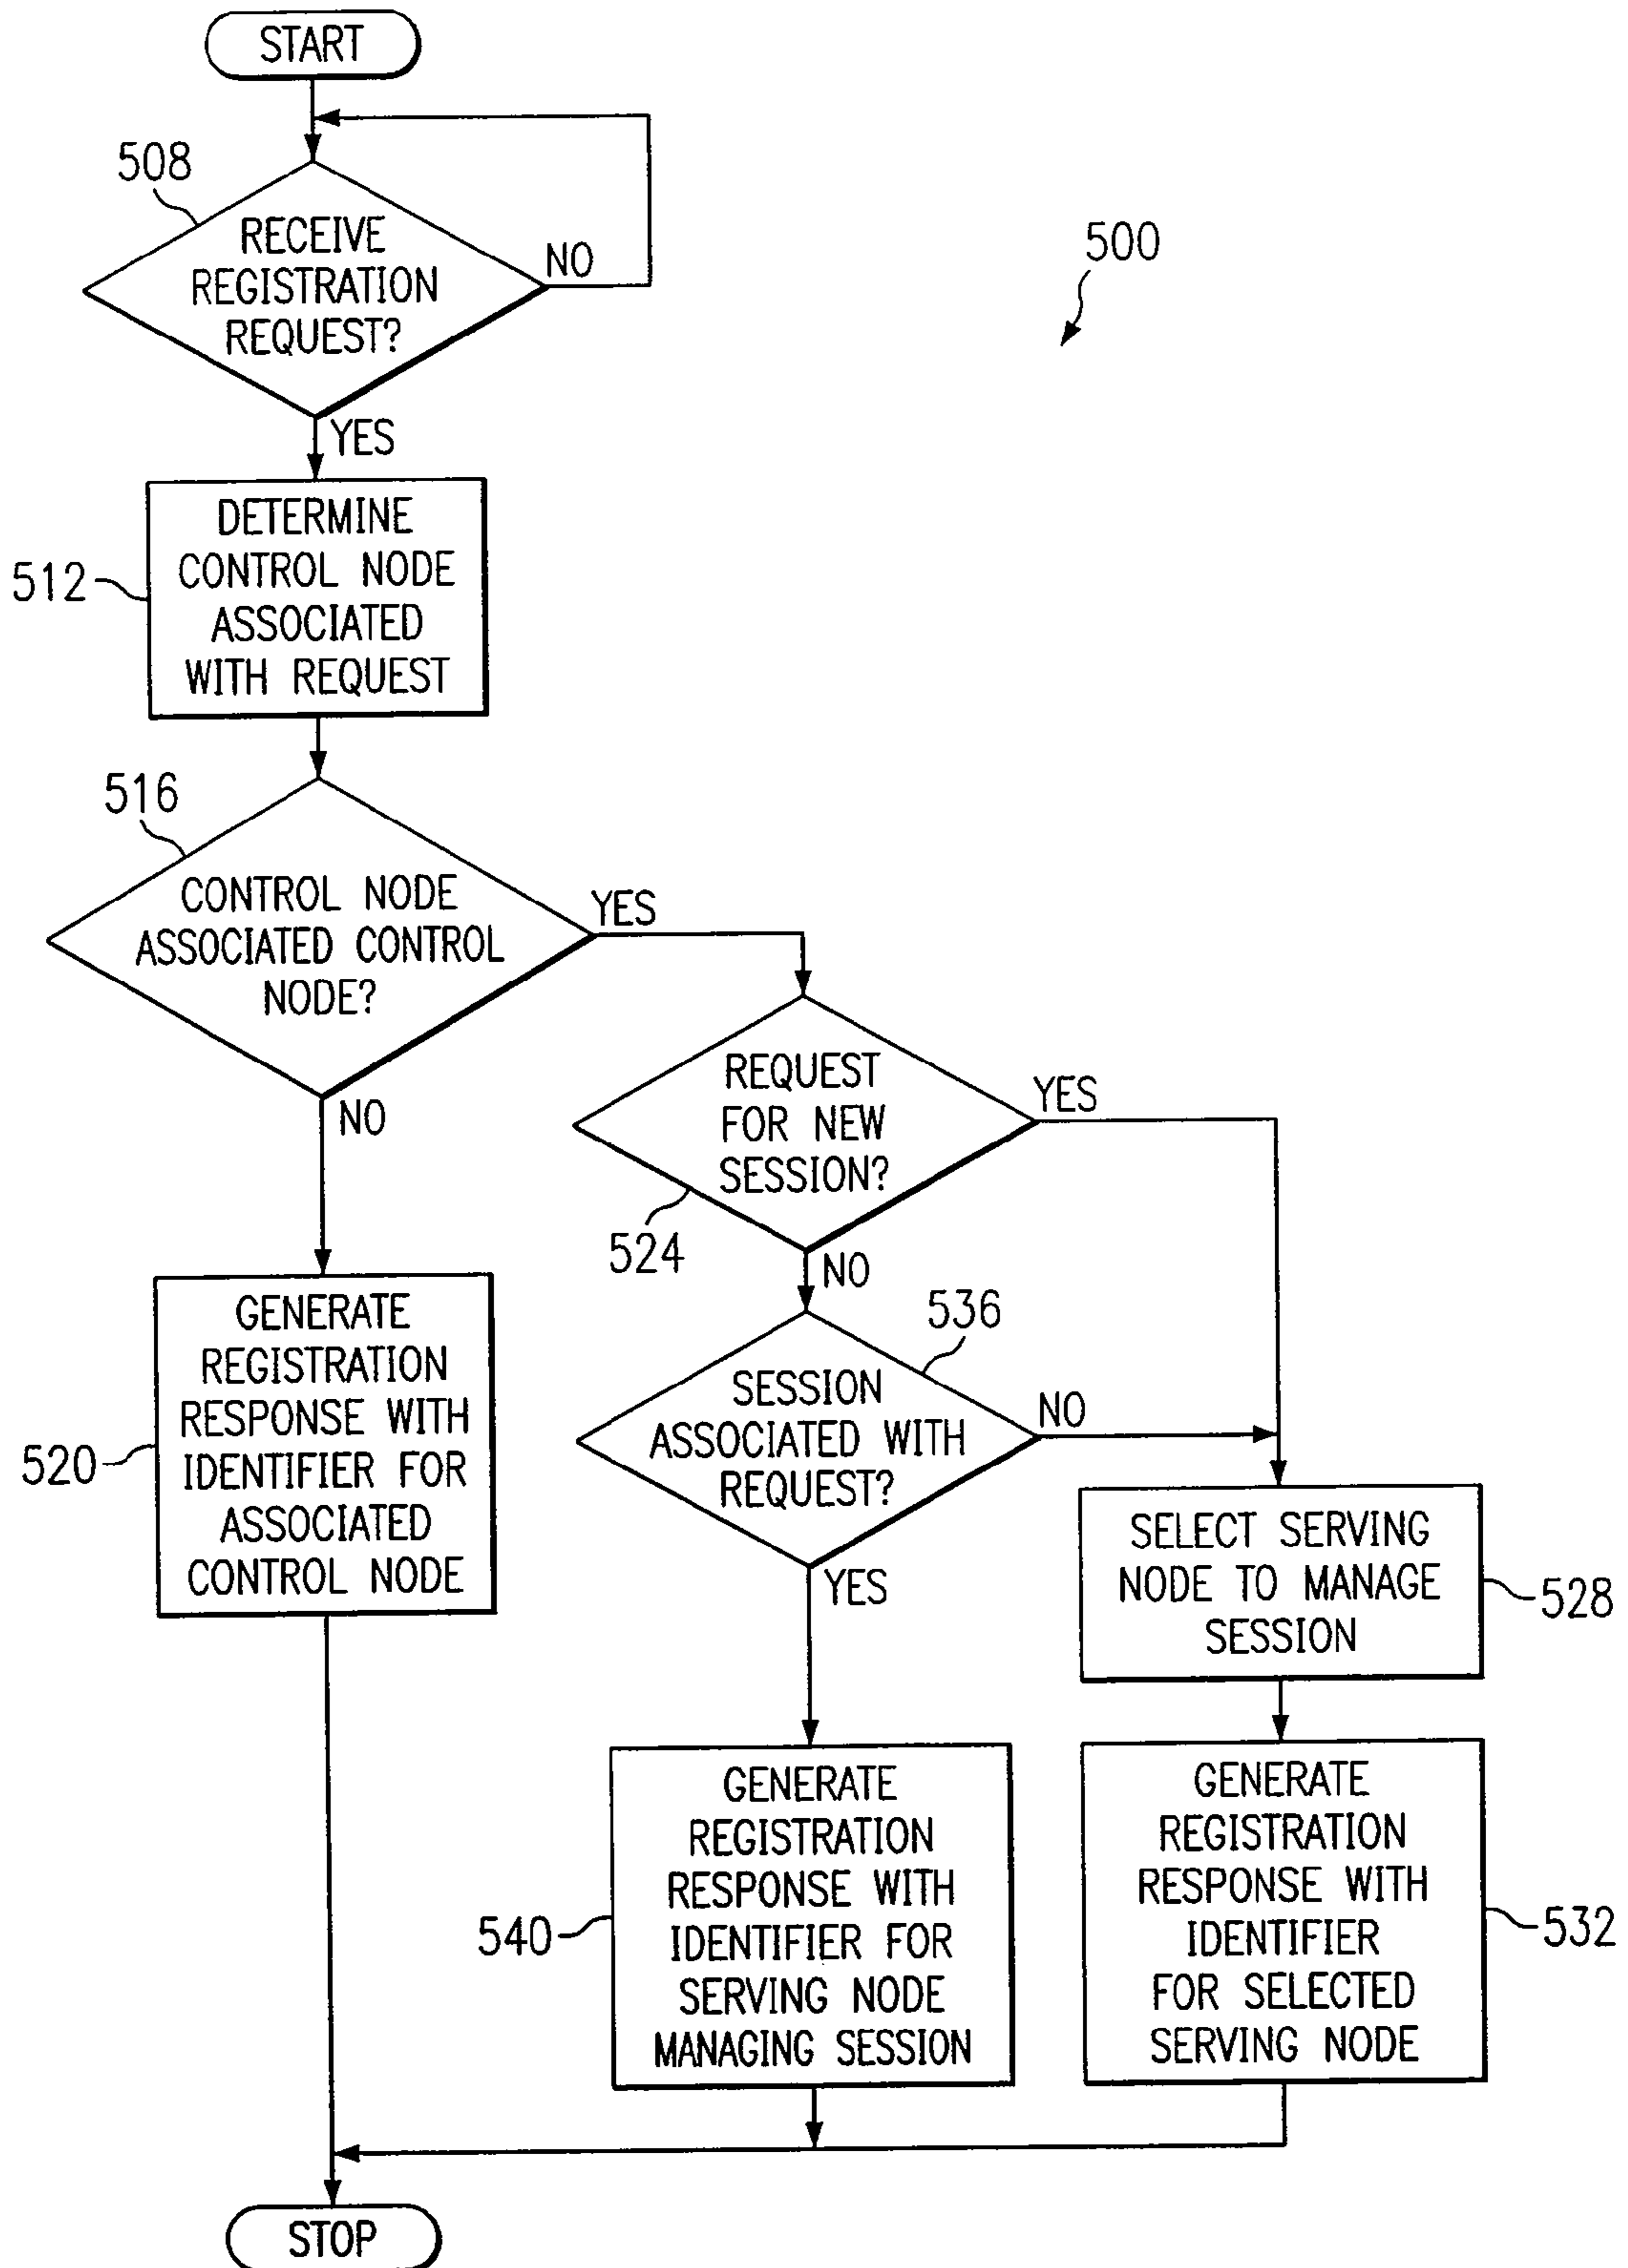 START
508
RECEIVE
REGISTRATION
REQUEST?
NO
500
YES
512
DETERMINE
CONTROL NODE
ASSOCIATED
WITH REQUEST
516
CONTROL NODE
ASSOCIATED CONTROL
NODE?
YES
NO
REQUEST
FOR NEW
SESSION?
YES
524
NO
520
GENERATE
REGISTRATION
RESPONSE WITH
IDENTIFIER FOR
ASSOCIATED
CONTROL NODE
536
SESSION
ASSOCIATED WITH
REQUEST?
NO
YES
SELECT SERVING
NODE TO MANAGE
SESSION
528
540
GENERATE
REGISTRATION
RESPONSE WITH
IDENTIFIER FOR
SERVING NODE
MANAGING SESSION
GENERATE
REGISTRATION
RESPONSE WITH
IDENTIFIER
FOR SELECTED
SERVING NODE
532
STOP